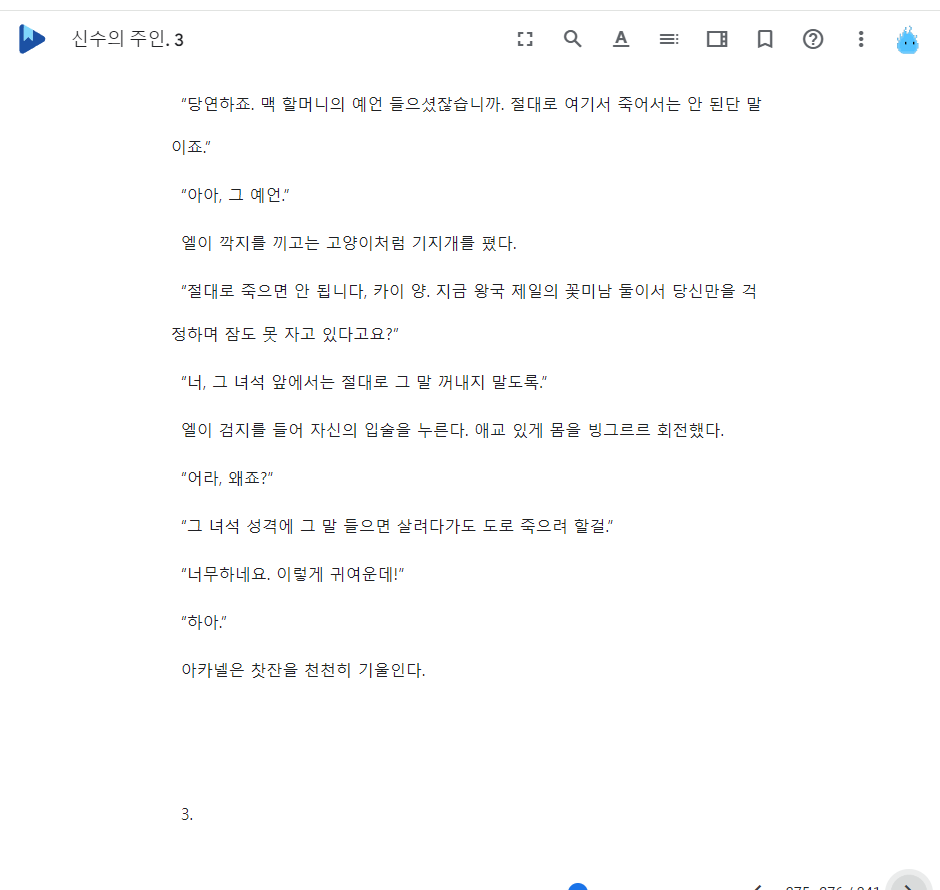 신수의 주인. 3
“당연하죠. 맥 할머니의 예언 들으셨잖습니까. 절대로 여기서 죽어서는 안 된단 말
이죠.”
“아아, 그 예언.”
엘이 깍지를 끼고는 고양이처럼 기지개를 폈다.
“절대로 죽으면 안 됩니다, 카이 양. 지금 왕국 제일의 꽃미남 둘이서 당신만을 걱
정하며 잠도 못 자고 있다고요?”
“너, 그 녀석 앞에서는 절대로 그 말 꺼내지 말도록.”
엘이 검지를 들어 자신의 입술을 누른다. 애교 있게 몸을 빙그르르 회전했다.
“어라, 왜죠?”
“그 녀석 성격에 그 말 들으면 살려다가도 도로 죽으려 할걸.”
“너무하네요. 이렇게 귀여운데!”
“하아.”
아카넬은 찻잔을 천천히 기울인다.
3.